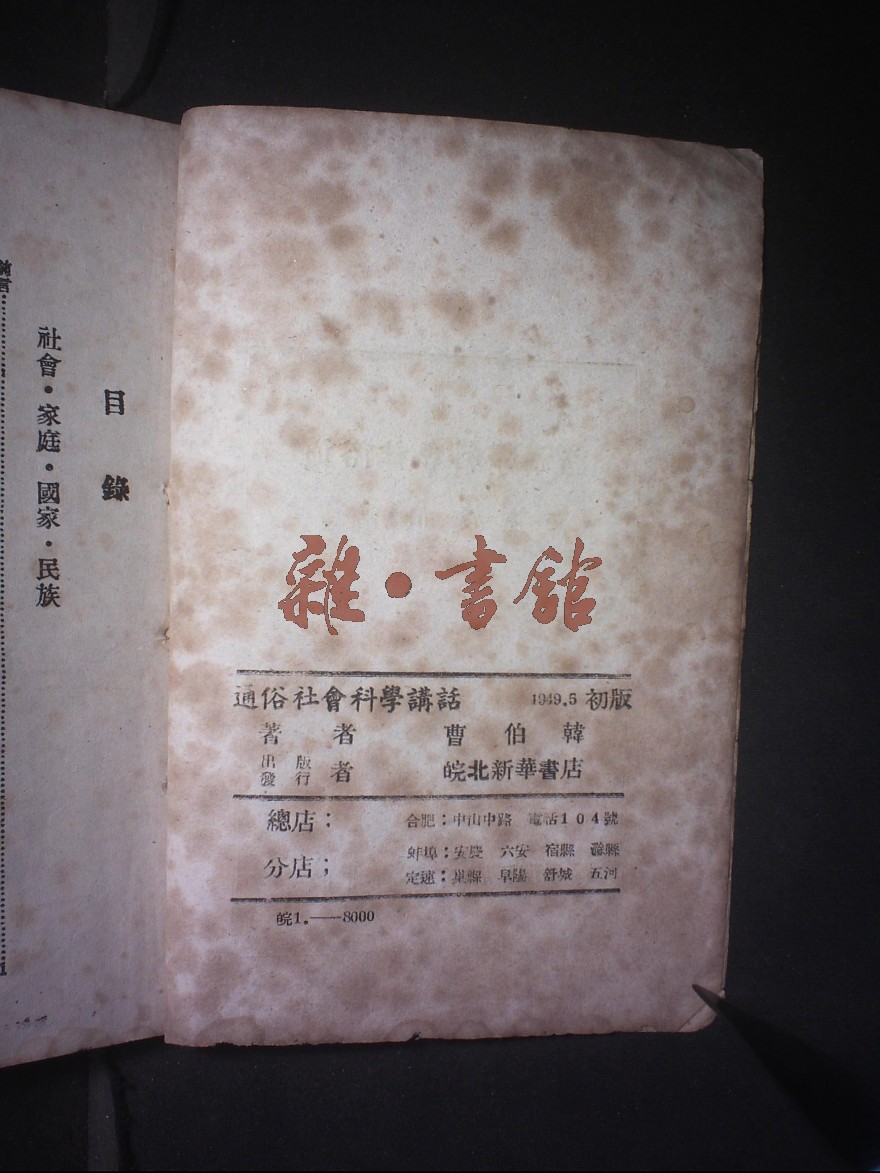 雜•書館
通俗社會科學講話 1949.5 初版
著者 曹伯韓
出版
發行 者 皖北新華書店
總店： 合肥：中山中路 電話104號
分店； 蚌埠：安慶 六安 宿縣
定遠：巢縣 阜陽 舒城 五河
皖1.——8000
目錄
社會•家庭•國家•民族
前言